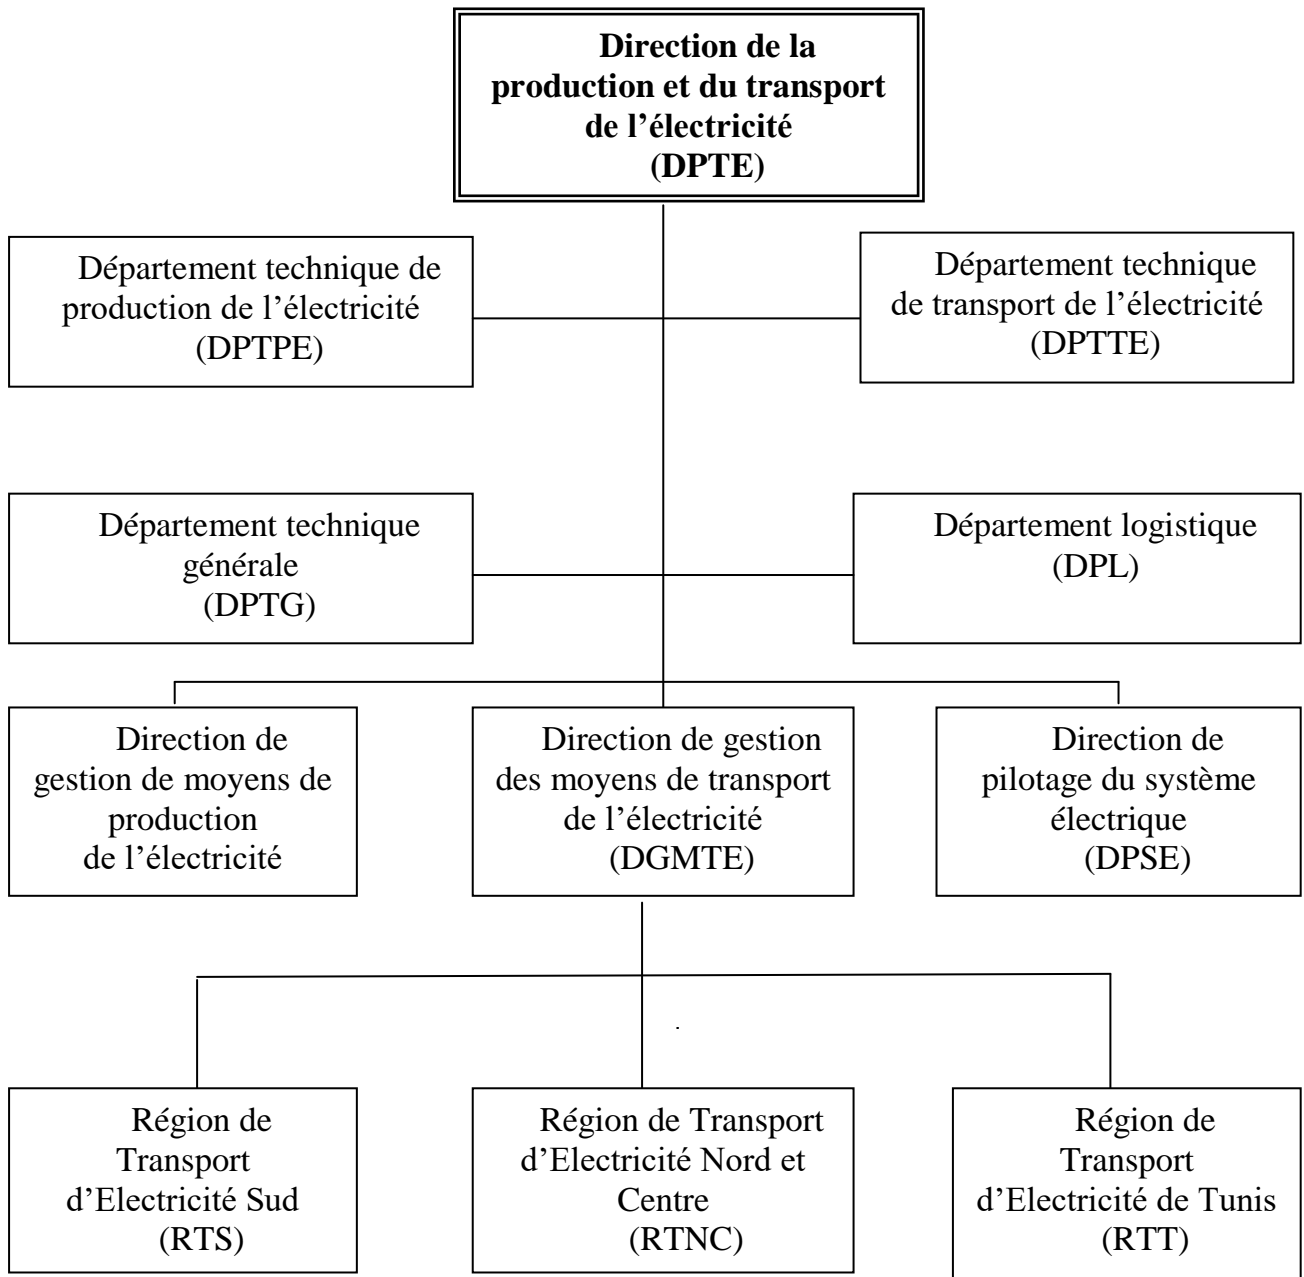 Direction de la
production et du transport
de l’électricité
(DPTE)
Département technique de
production de l’électricité
(DPTPE)
Département technique
de transport de l’électricité
(DPTTE)
Département technique
générale
(DPTG)
Département logistique
(DPL)
Direction de
gestion de moyens de
production
de l’électricité
Direction de gestion
des moyens de transport
de l’électricité
(DGMTE)
Direction de
pilotage du système
électrique
(DPSE)
Région de
Transport
d’Electricité Sud
(RTS)
Région de Transport
d’Electricité Nord et
Centre
(RTNC)
Région de
Transport
d’Electricité de Tunis
(RTT)